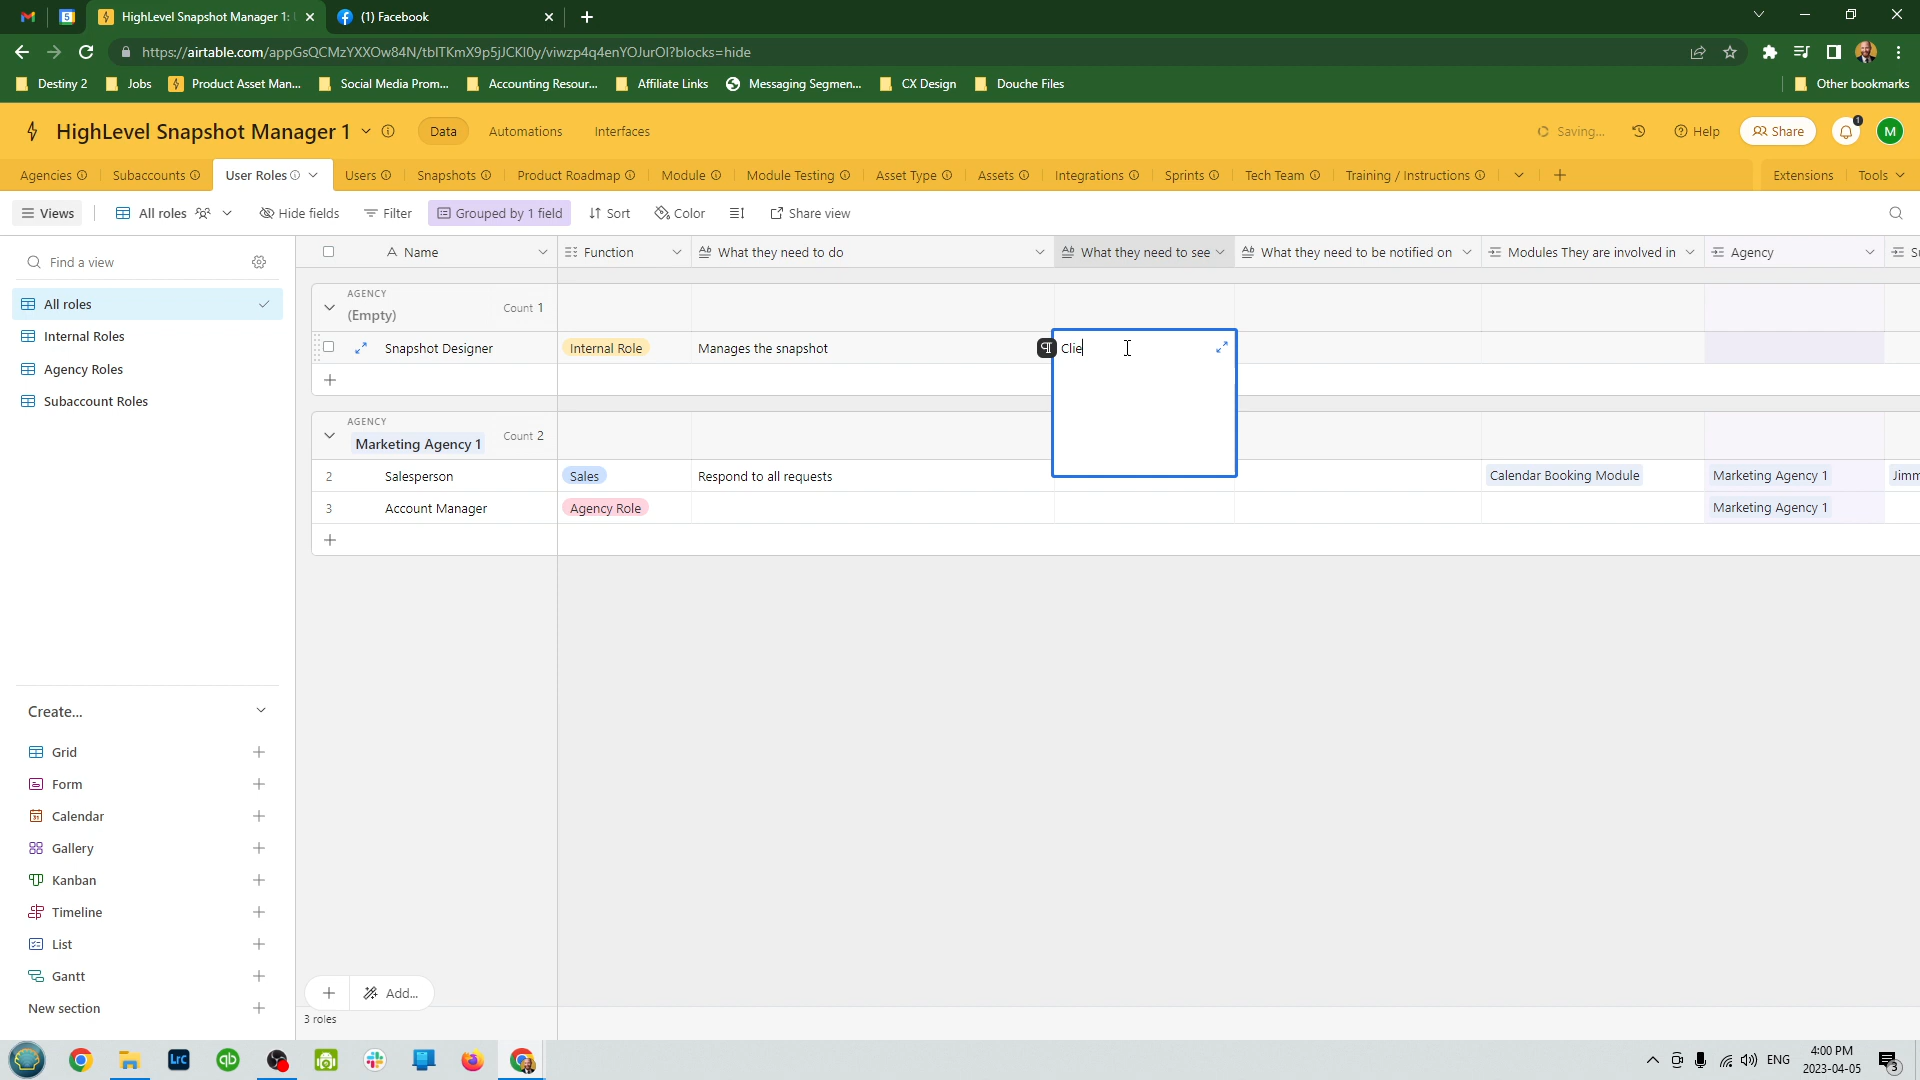 HighLevel Snapshot Manager 1:
(1) Facebook
https://airtable.com/appGsQCMzYXXOw84N/tblTKmX9p5jJCKl0y/viwzp4q4enYOJurOI?blocks=hide
Destiny 2
Jobs
Product Asset Man...
Social Media Prom...
Accounting Resour...
Affiliate Links
Messaging Segmen...
CX Design
Douche Files
Other bookmarks
HighLevel Snapshot Manager 1
Data
Automations
Interfaces
Saving...
Help
Share
1
M
Agencies
Subaccounts
User Roles
Users
Snapshots
Product Roadmap
Module
Module Testing
Asset Type
Assets
Integrations
Sprints
Tech Team
Training / Instructions
Extensions
Tools
Views
All roles
Hide fields
Filter
Grouped by 1 field
Sort
Color
Share view
Find a view
All roles
Internal Roles
Agency Roles
Subaccount Roles
Create...
Grid
Form
Calendar
Gallery
Kanban
Timeline
List
Gantt
New section
Name
Function
What they need to do
What they need to see
What they need to be notified on
Modules They are involved in
Agency
AGENCY
(Empty)
Count 1
Snapshot Designer
Internal Role
Manages the snapshot
Clie
AGENCY
Marketing Agency 1
Count 2
2
Salesperson
Sales
Respond to all requests
Calendar Booking Module
Marketing Agency 1
Jimm
3
Account Manager
Agency Role
Marketing Agency 1
Add...
3 roles
Lrc
qb
ENG
4:00 PM
2023-04-05
3